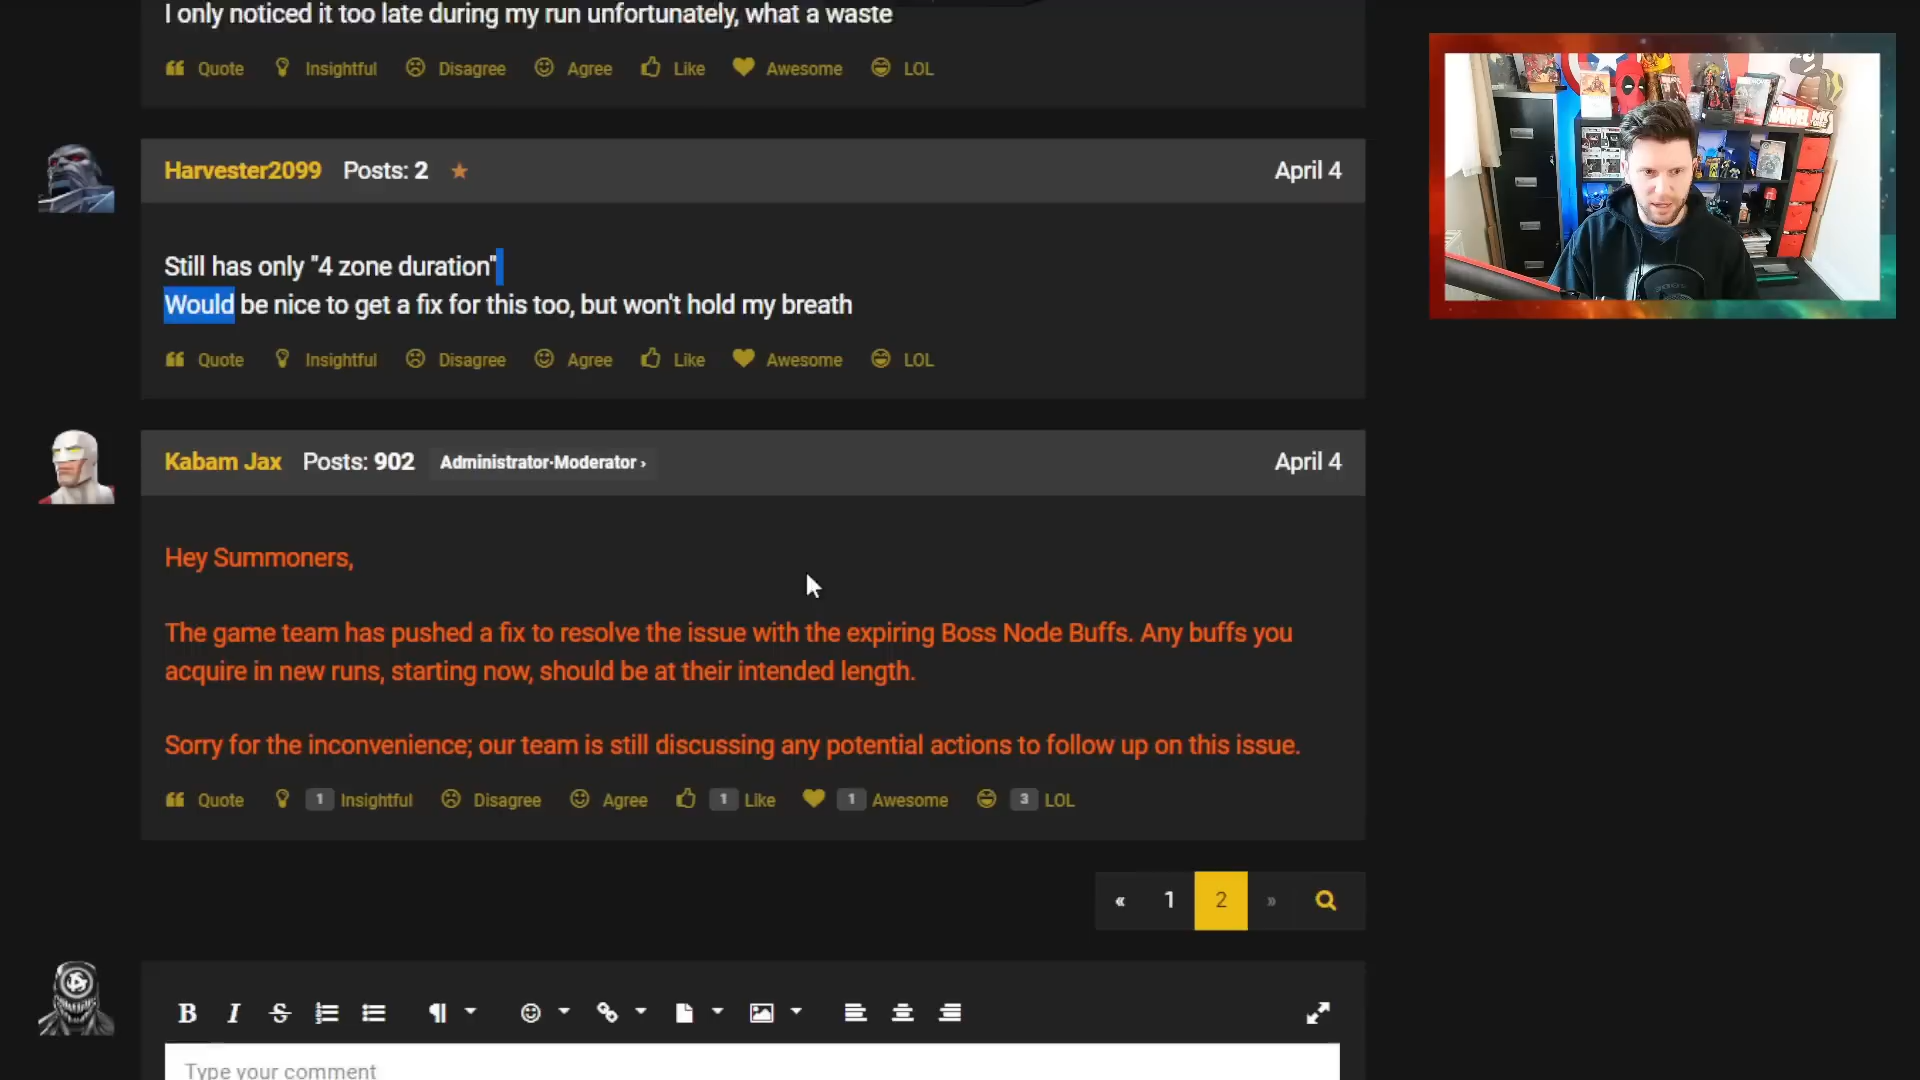 I only noticed it too late during my run unfortunately, what a waste
Quote Insightful Disagree Agree Like Awesome LOL
Harvester2099 Posts: 2 April 4
Still has only "4 zone duration"
Would be nice to get a fix for this too, but won't hold my breath
Quote Insightful Disagree Agree Like Awesome LOL
Kabam Jax Posts: 902 Administrator·Moderator › April 4
Hey Summoners,
The game team has pushed a fix to resolve the issue with the expiring Boss Node Buffs. Any buffs you
acquire in new runs, starting now, should be at their intended length.
Sorry for the inconvenience; our team is still discussing any potential actions to follow up on this issue.
Quote 1 Insightful Disagree Agree 1 Like 1 Awesome 3 LOL
« 1 2 »
B I S
Type your comment
MARVEL